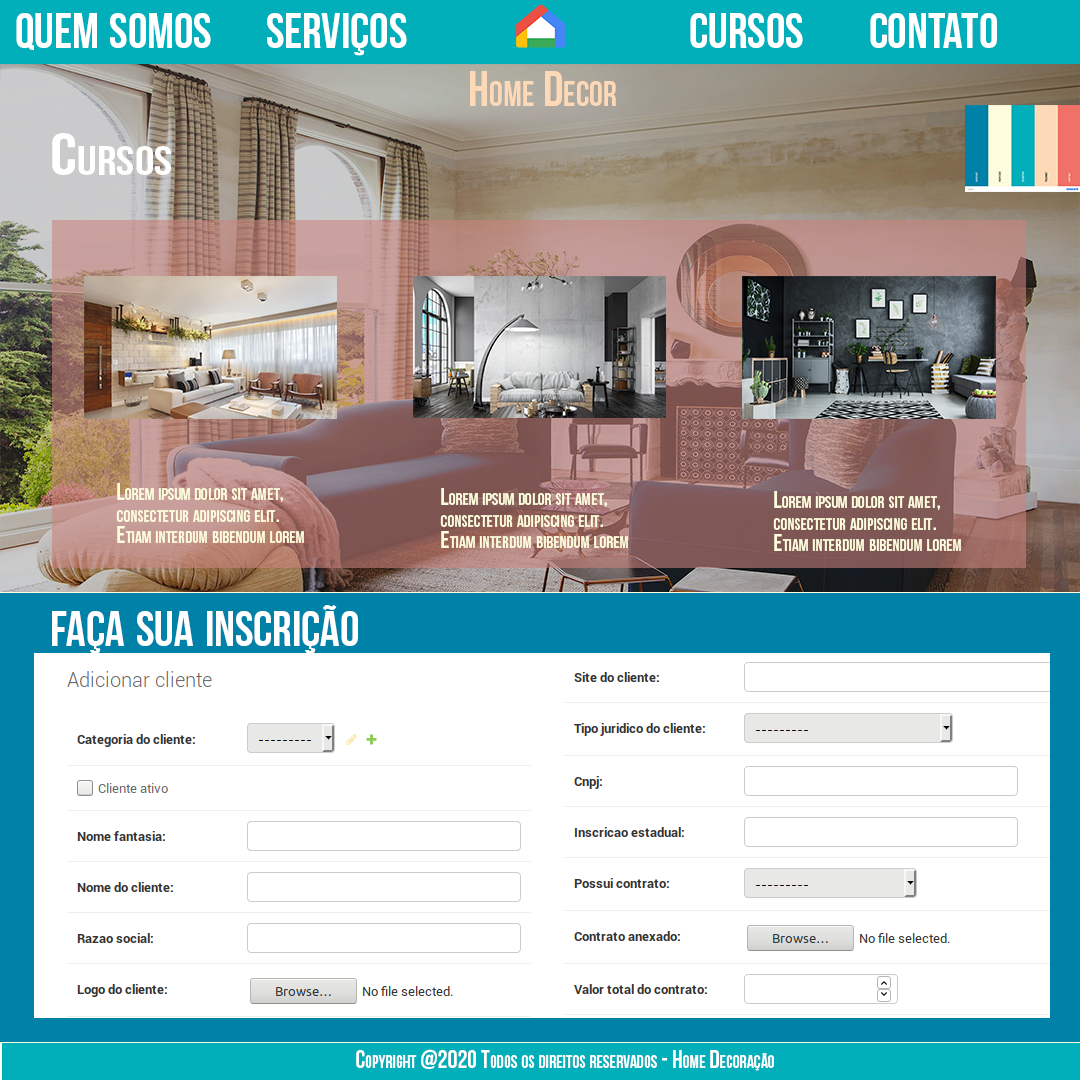 QUEM SOMOS SERVIÇOS CURSOS CONTATO
Home Decor
Cursos
Lorem ipsum dolor sit amet,
consectetur adipiscing elit.
Etiam interdum bibendum lorem
Lorem ipsum dolor sit amet,
consectetur adipiscing elit.
Etiam interdum bibendum lorem
Lorem ipsum dolor sit amet,
consectetur adipiscing elit.
Etiam interdum bibendum lorem
FAÇA SUA INSCRIÇÃO
Adicionar cliente
Categoria do cliente: ---------
Cliente ativo
Nome fantasia:
Nome do cliente:
Razao social:
Logo do cliente: Browse... No file selected.
Site do cliente:
Tipo juridico do cliente: ---------
Cnpj:
Inscricao estadual:
Possui contrato: ---------
Contrato anexado: Browse... No file selected.
Valor total do contrato:
Copyright @2020 Todos os direitos reservados - Home Decoração